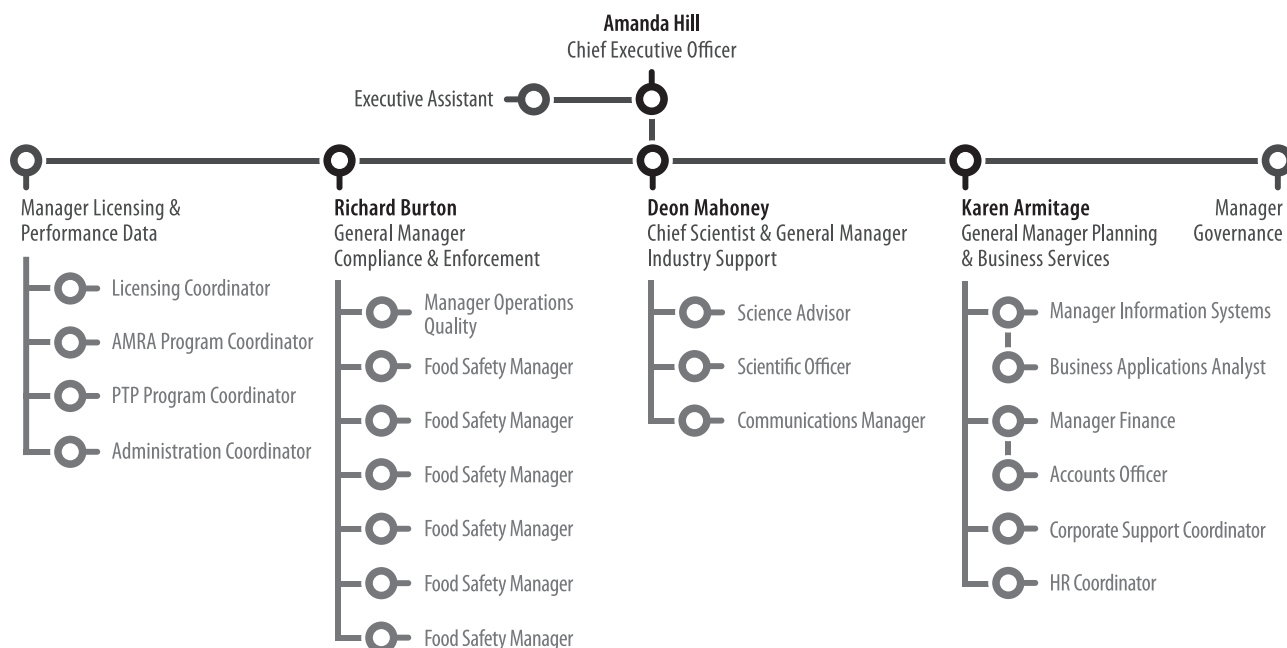 Amanda Hill
Chief Executive Officer
Executive Assistant
Manager Licensing &
Performance Data
Licensing Coordinator
AMRA Program Coordinator
PTP Program Coordinator
Administration Coordinator
Richard Burton
General Manager
Compliance & Enforcement
Manager Operations
Quality
Food Safety Manager
Food Safety Manager
Food Safety Manager
Food Safety Manager
Food Safety Manager
Food Safety Manager
Deon Mahoney
Chief Scientist & General Manager
Industry Support
Science Advisor
Scientific Officer
Communications Manager
Karen Armitage
General Manager Planning
& Business Services
Manager Information Systems
Business Applications Analyst
Manager Finance
Accounts Officer
Corporate Support Coordinator
HR Coordinator
Manager
Governance